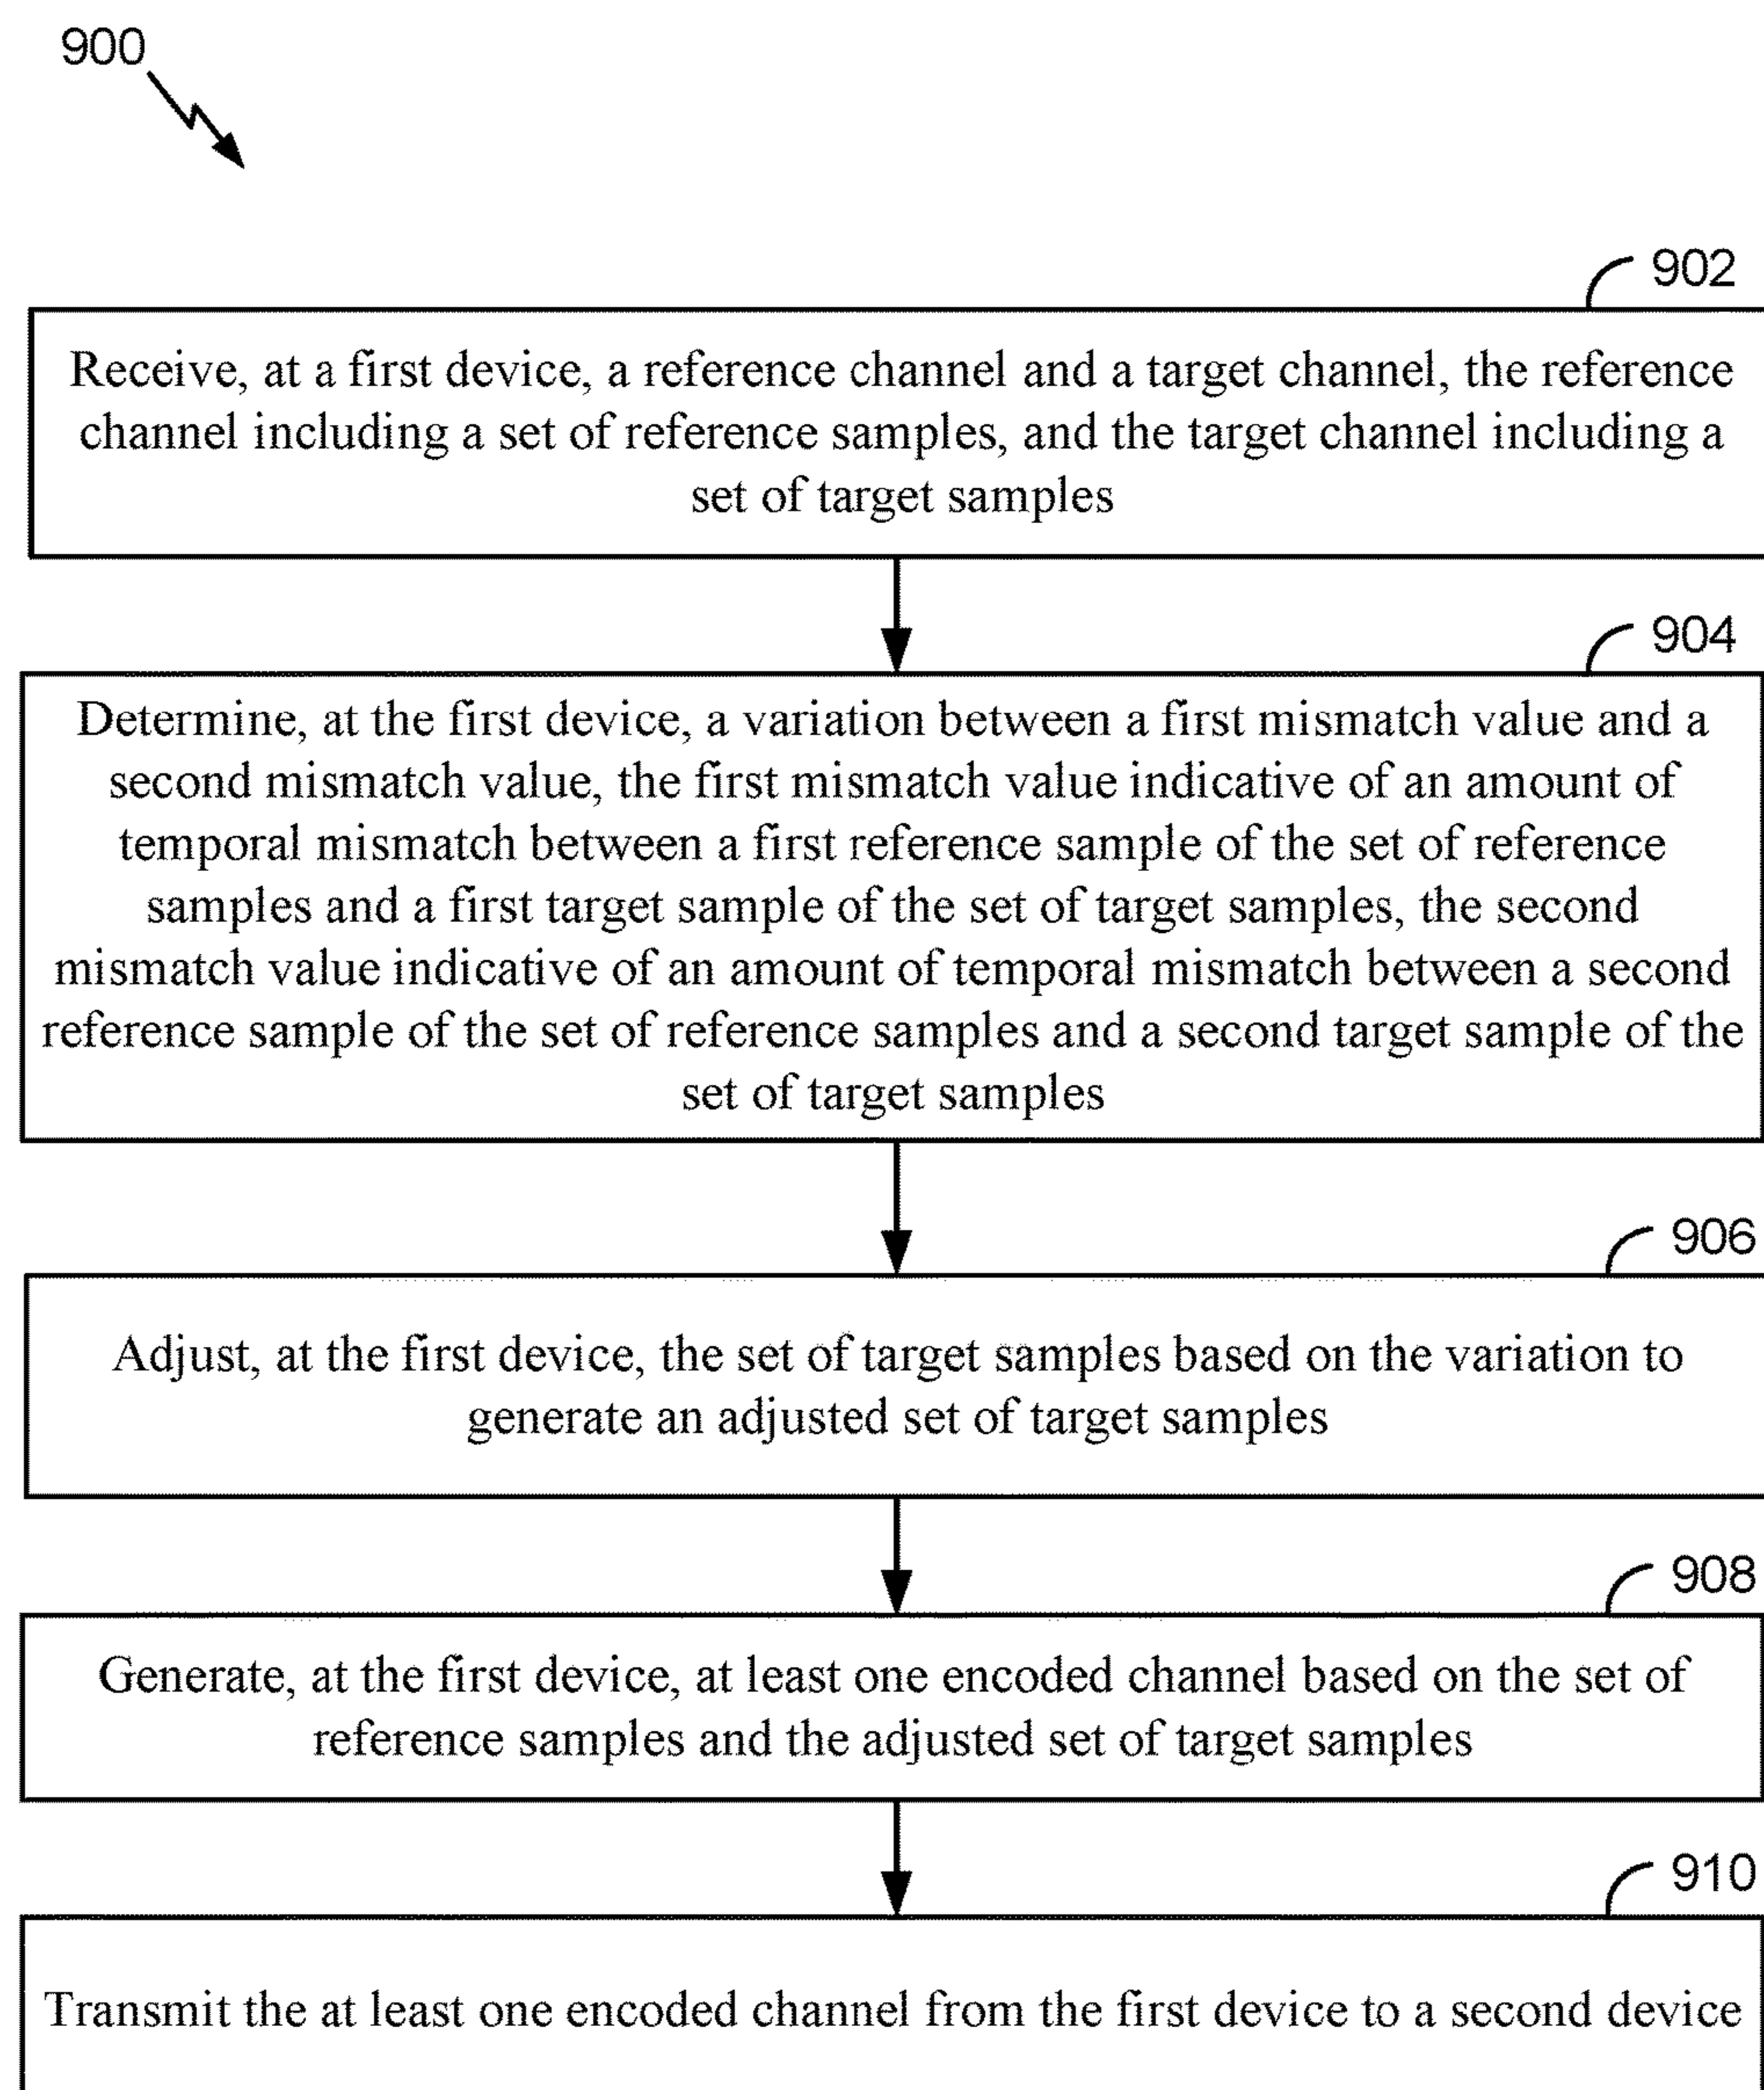 900
902
Receive, at a first device, a reference channel and a target channel, the reference
channel including a set of reference samples, and the target channel including a
set of target samples
904
Determine, at the first device, a variation between a first mismatch value and a
second mismatch value, the first mismatch value indicative of an amount of
temporal mismatch between a first reference sample of the set of reference
samples and a first target sample of the set of target samples, the second
mismatch value indicative of an amount of temporal mismatch between a second
reference sample of the set of reference samples and a second target sample of the
set of target samples
906
Adjust, at the first device, the set of target samples based on the variation to
generate an adjusted set of target samples
908
Generate, at the first device, at least one encoded channel based on the set of
reference samples and the adjusted set of target samples
910
Transmit the at least one encoded channel from the first device to a second device